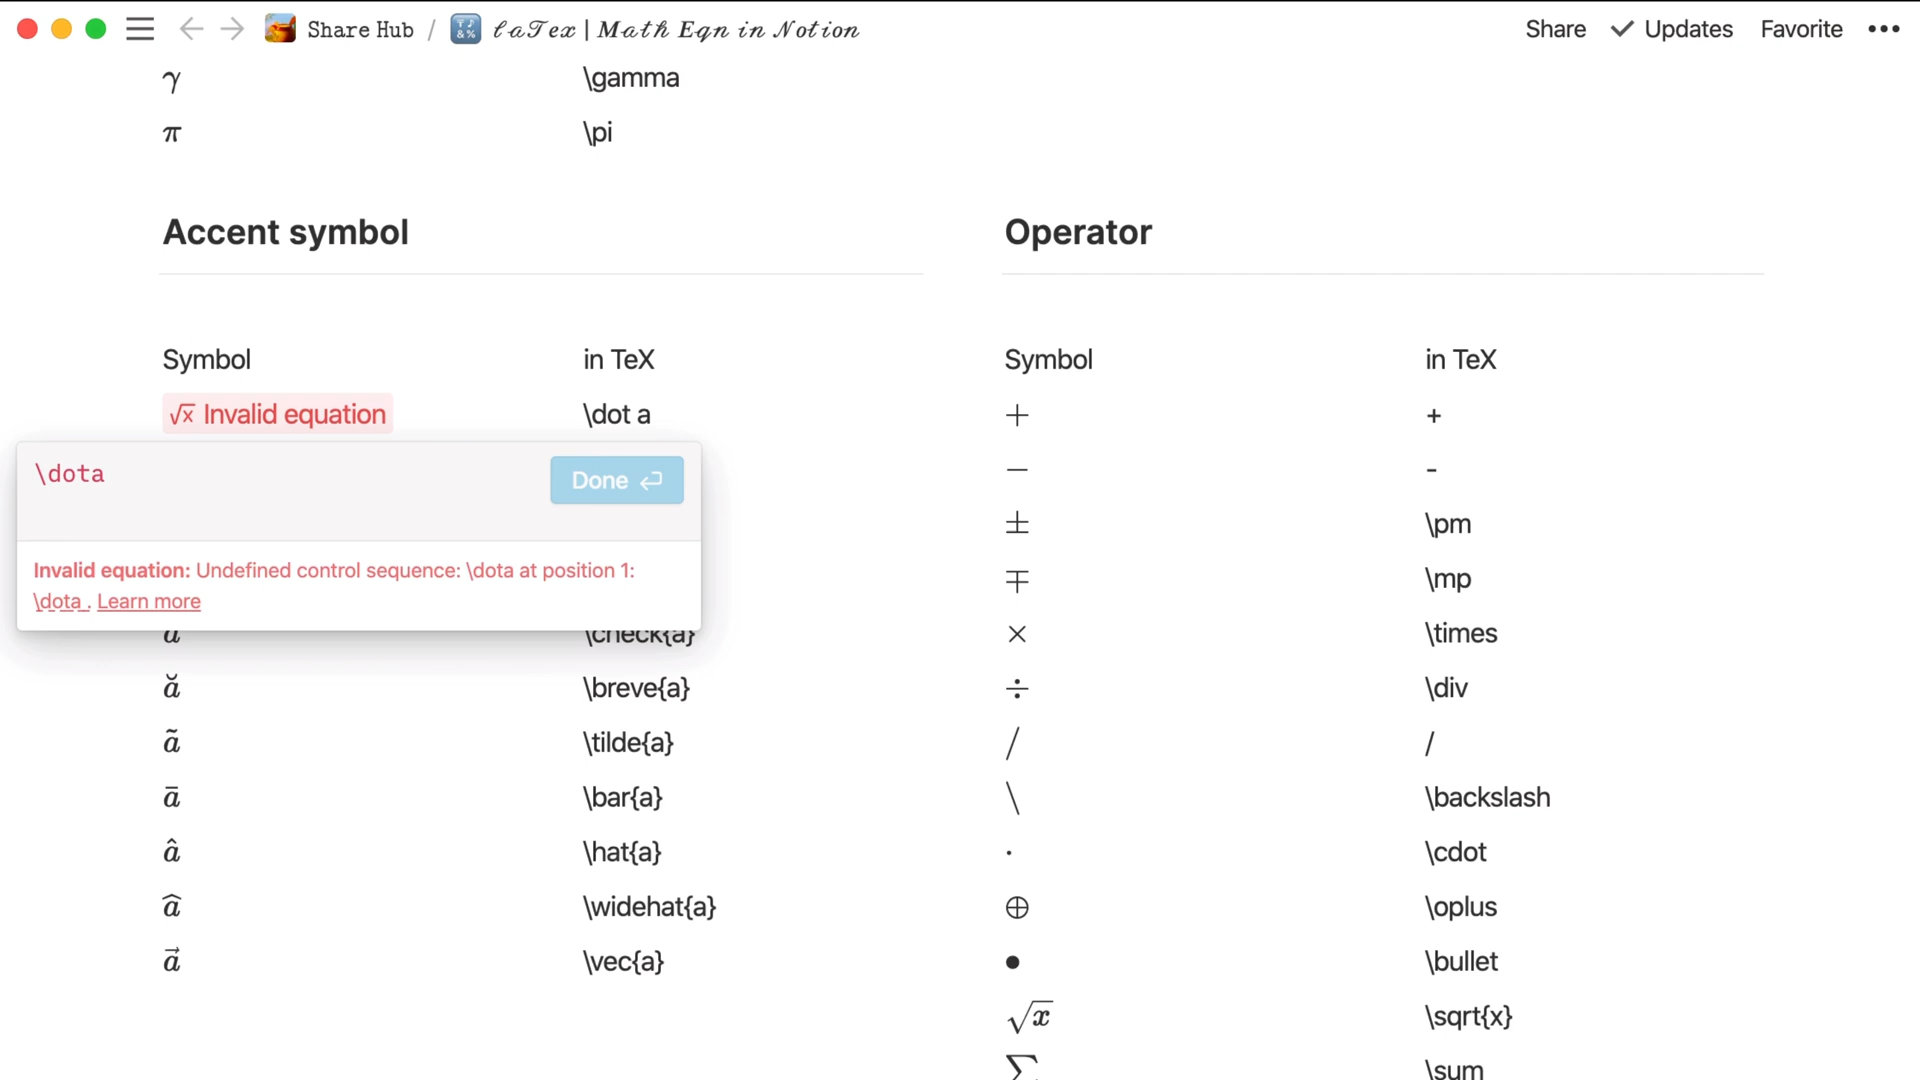 Share Hub / 𝓵𝓪𝓣𝓮𝔁 | 𝓜𝓪𝓽𝓱 𝓔𝓺𝓷 𝓲𝓷 𝓝𝓸𝓽𝓲𝓸𝓷
Share ✓ Updates Favorite •••
γ \gamma
π \pi
Accent symbol
Symbol in TeX
√x Invalid equation \dot a
\dota
Done
Invalid equation: Undefined control sequence: \dota at position 1:
\dota . Learn more
\check{a}
ă \breve{a}
ã \tilde{a}
ā \bar{a}
â \hat{a}
â \widehat{a}
a⃗ \vec{a}
Operator
Symbol in TeX
+ +
− -
± \pm
∓ \mp
× \times
÷ \div
/ /
\ \backslash
· \cdot
⊕ \oplus
• \bullet
√x \sqrt{x}
∑ \sum